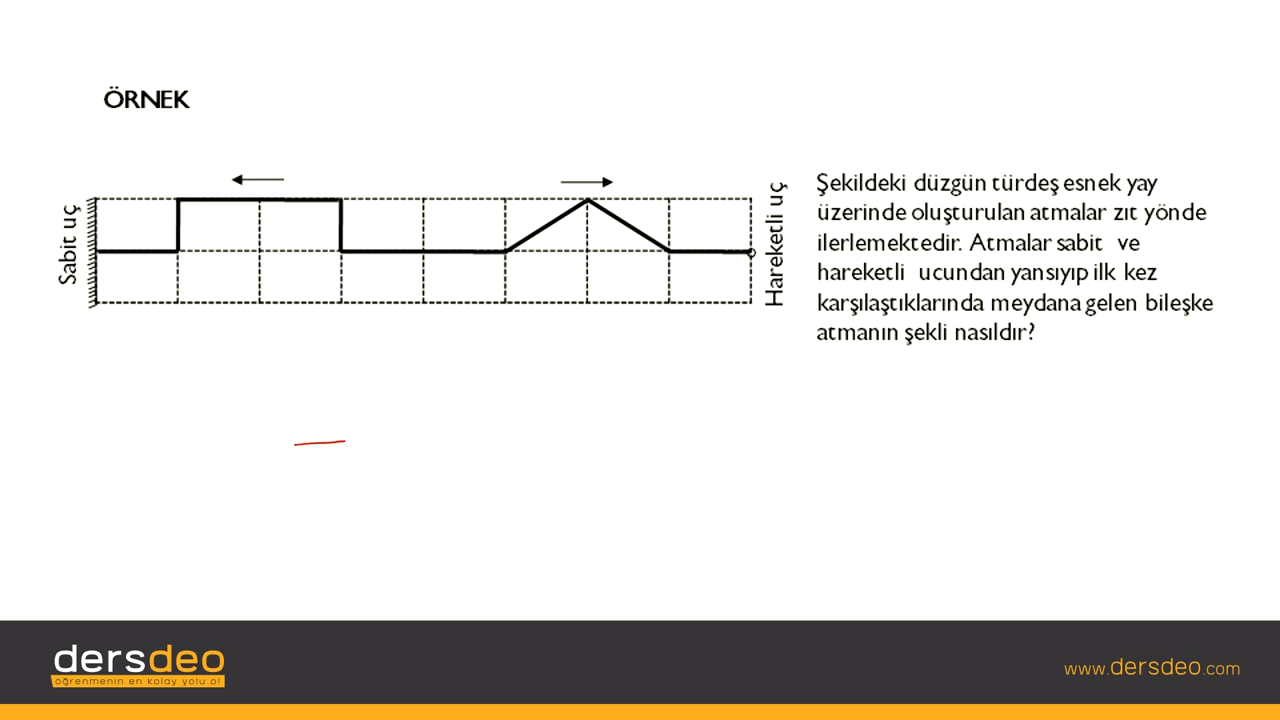 ÖRNEK
Sabit uç
Hareketli uç
Şekildeki düzgün türdeş esnek yay
üzerinde oluşturulan atmalar zıt yönde
ilerlemektedir. Atmalar sabit ve
hareketli ucundan yansıyıp ilk kez
karşılaştıklarında meydana gelen bileşke
atmanın şekli nasıldır?
dersdeo
öğrenmenin en kolay yolu o!
www.dersdeo.com